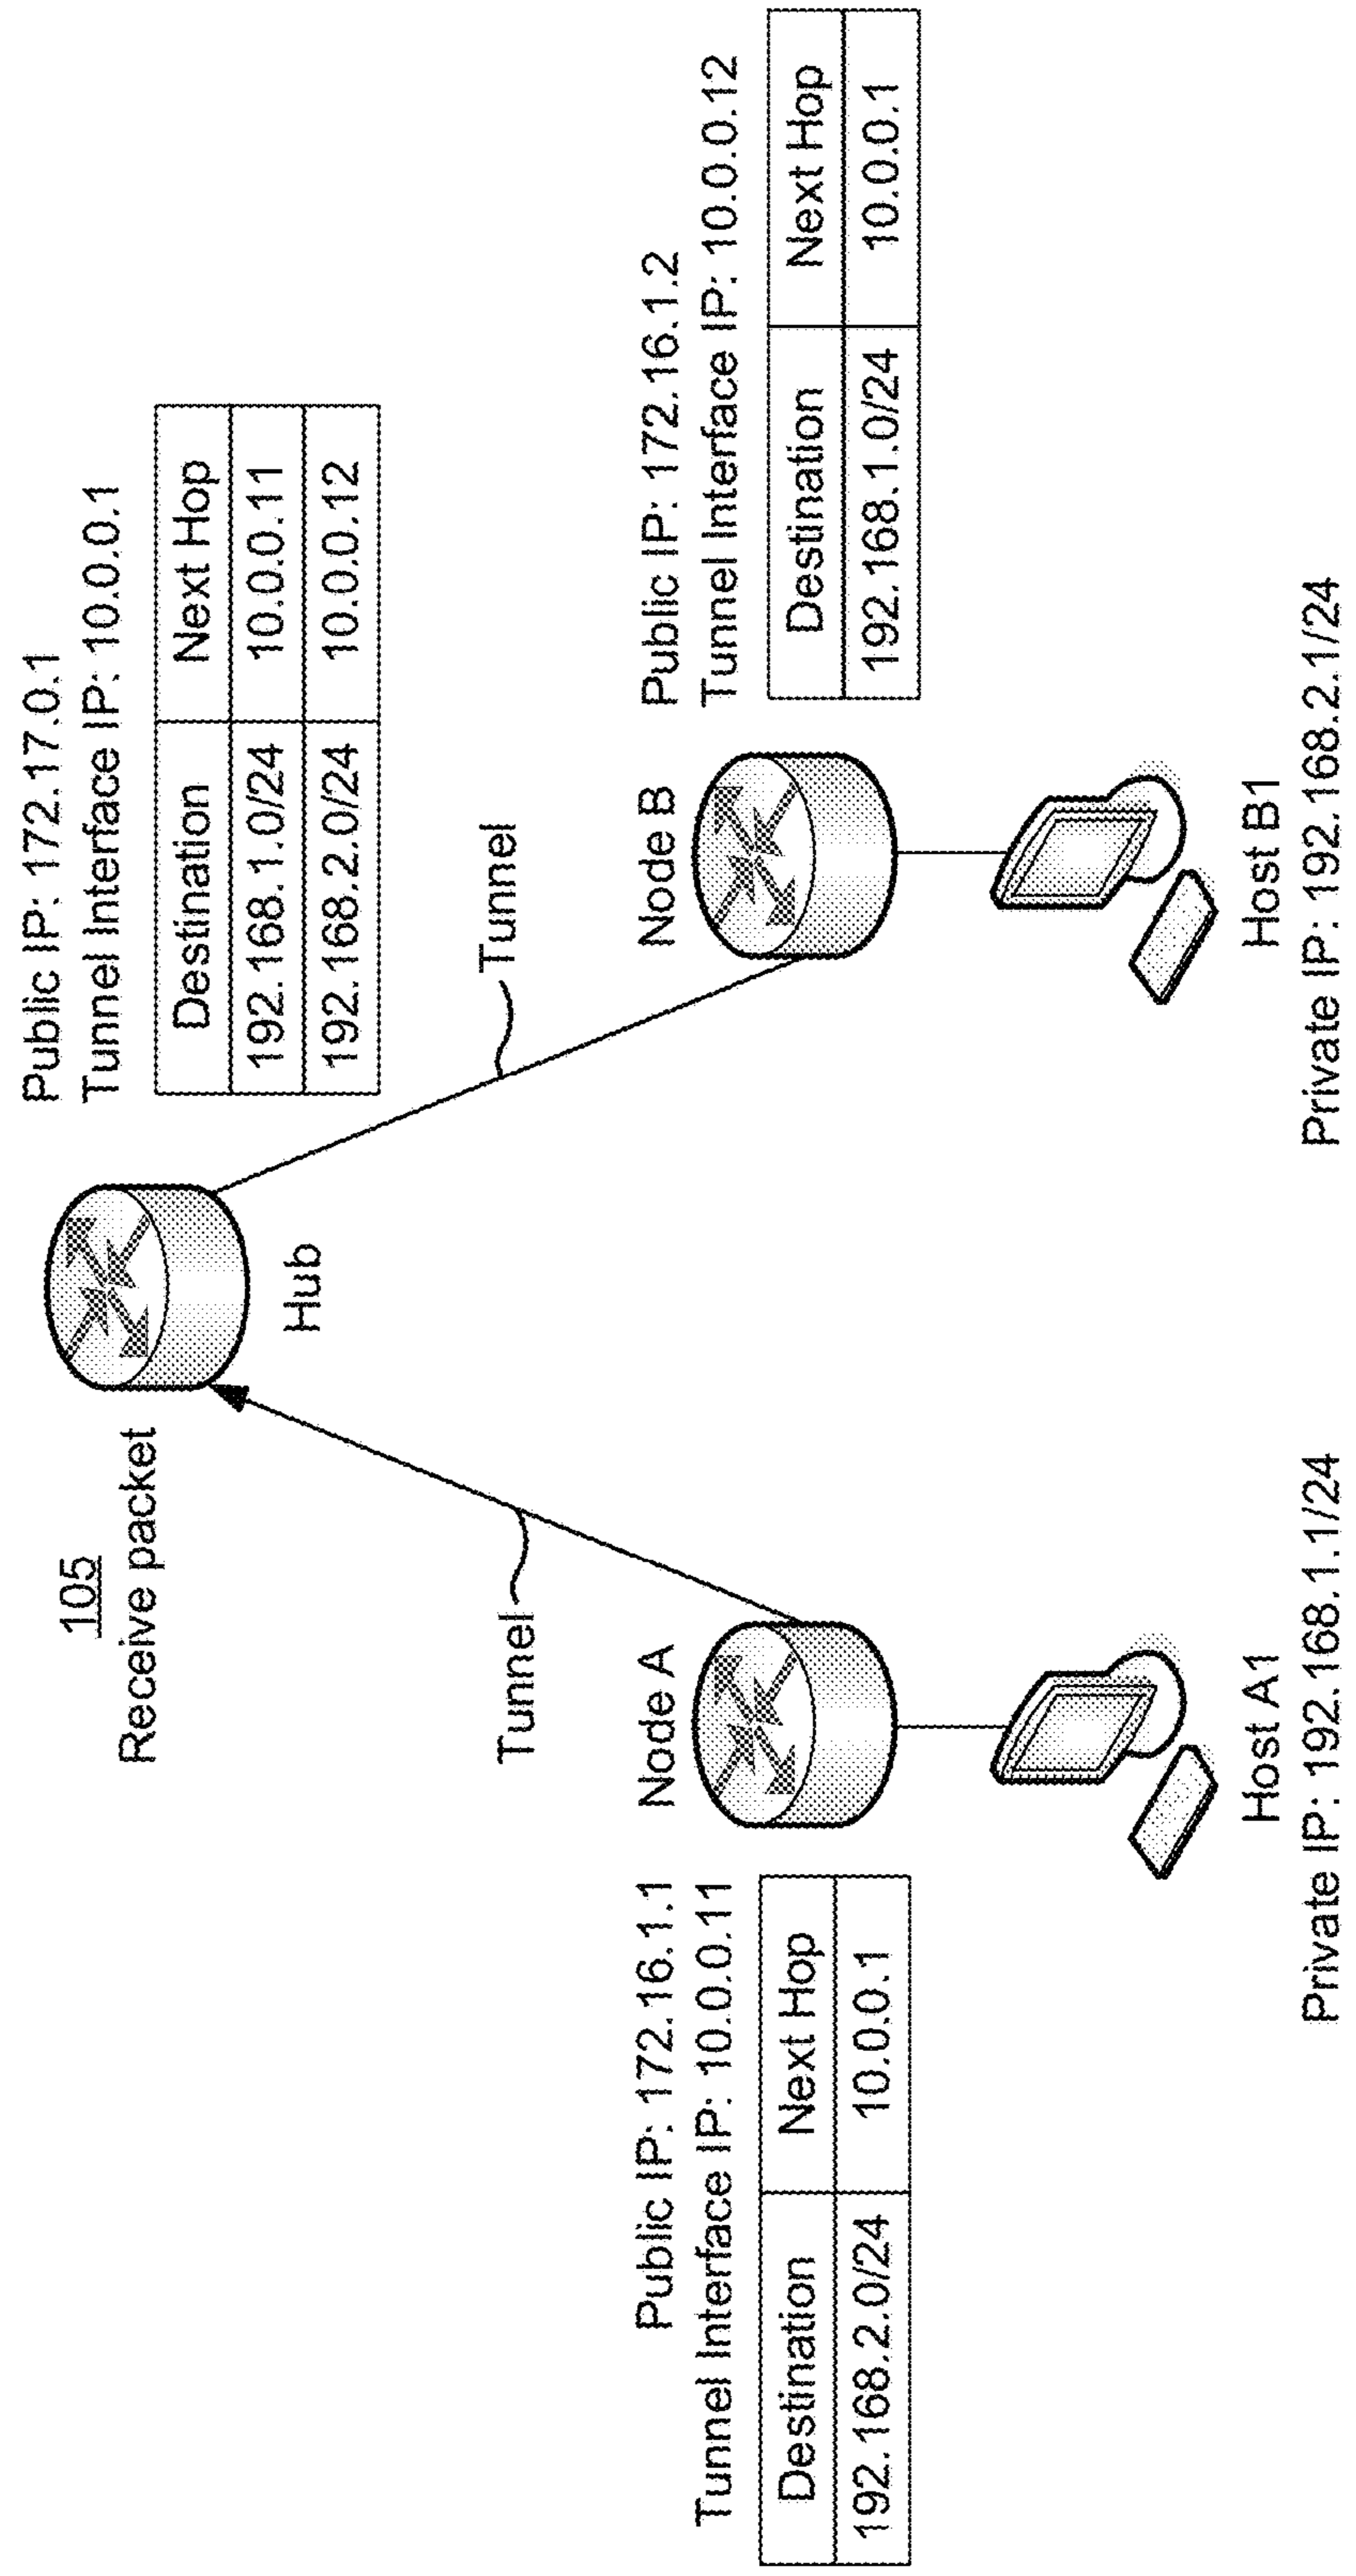 Public IP: 172.17.0.1
Tunnel Interface IP: 10.0.0.1
Destination Next Hop
192.168.1.0/24 10.0.0.11
192.168.2.0/24 10.0.0.12
105
Receive packet
Hub
Tunnel
Tunnel
Public IP: 172.16.1.1
Tunnel Interface IP: 10.0.0.11
Destination Next Hop
192.168.2.0/24 10.0.0.1
Node A
Node B
Public IP: 172.16.1.2
Tunnel Interface IP: 10.0.0.12
Destination Next Hop
192.168.1.0/24 10.0.0.1
Host A1
Private IP: 192.168.1.1/24
Host B1
Private IP: 192.168.2.1/24